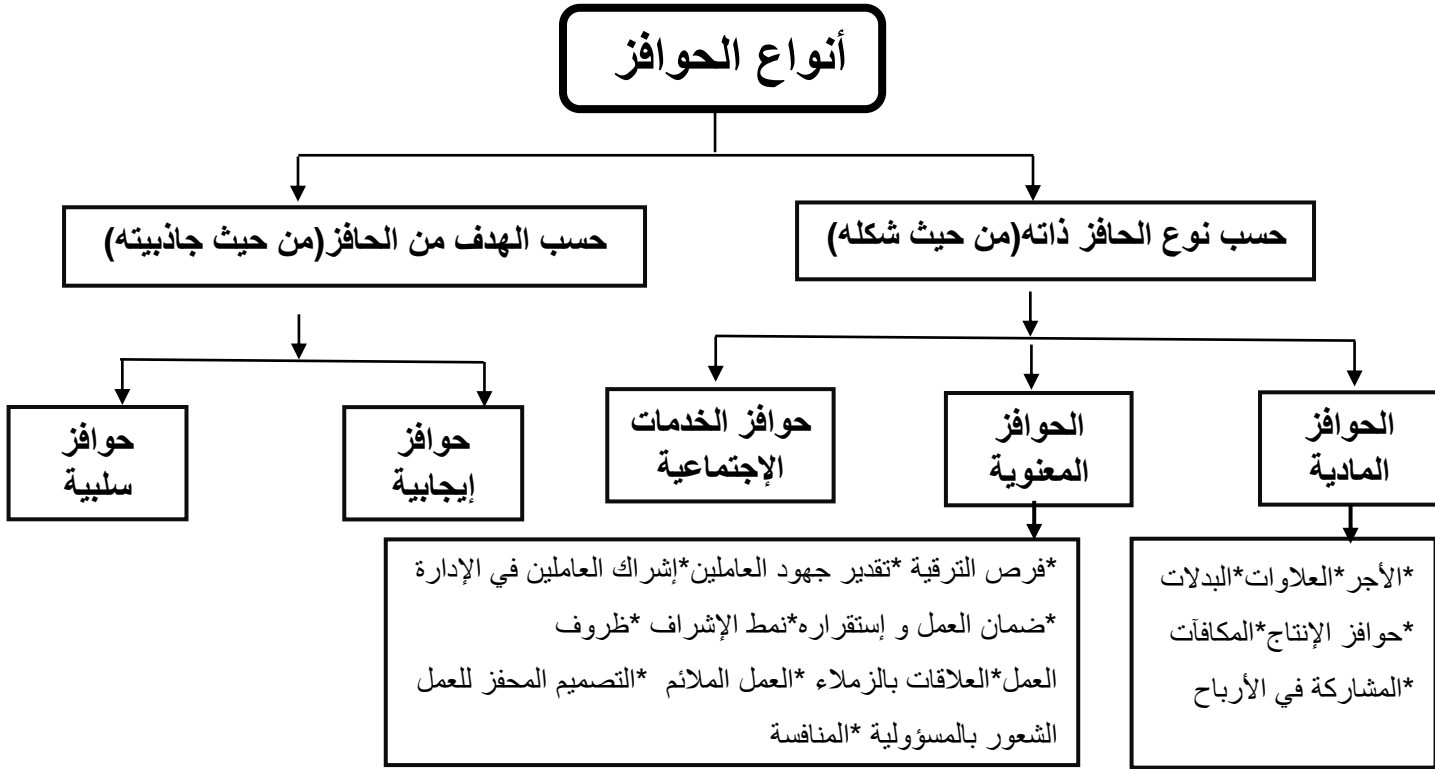 أنواع الحوافز
حسب نوع الحافز ذاته(من حيث شكله)
حسب الهدف من الحافز(من حيث جاذبيته)
الحوافز
المادية
الحوافز
المعنوية
حوافز الخدمات
الإجتماعية
حوافز
إيجابية
حوافز
سلبية
*الأجر*العلاوات*البدلات
*حوافز الإنتاج*المكافآت
*المشاركة في الأرباح
*فرص الترقية *تقدير جهود العاملين*إشراك العاملين في الإدارة
*ضمان العمل و إستقراره*نمط الإشراف *ظروف
العمل*العلاقات بالزملاء *العمل الملائم *التصميم المحفز للعمل
الشعور بالمسؤولية *المنافسة